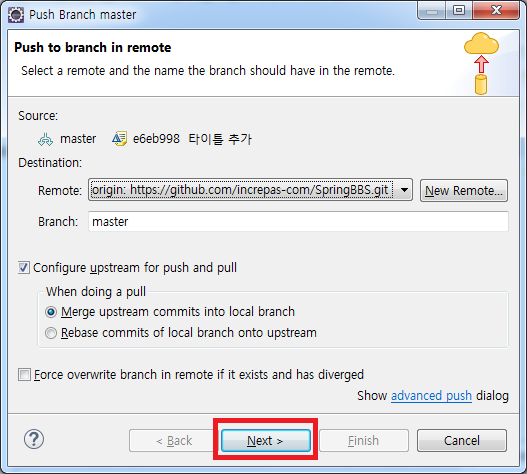 Push Branch master
Push to branch in remote
Select a remote and the name the branch should have in the remote.
Source:
master e6eb998 타이틀 추가
Destination:
Remote: origin: https://github.com/increpas-com/SpringBBS.git New Remote...
Branch: master
Configure upstream for push and pull
When doing a pull
Merge upstream commits into local branch
Rebase commits of local branch onto upstream
Force overwrite branch in remote if it exists and has diverged
Show advanced push dialog
? < Back Next > Finish Cancel